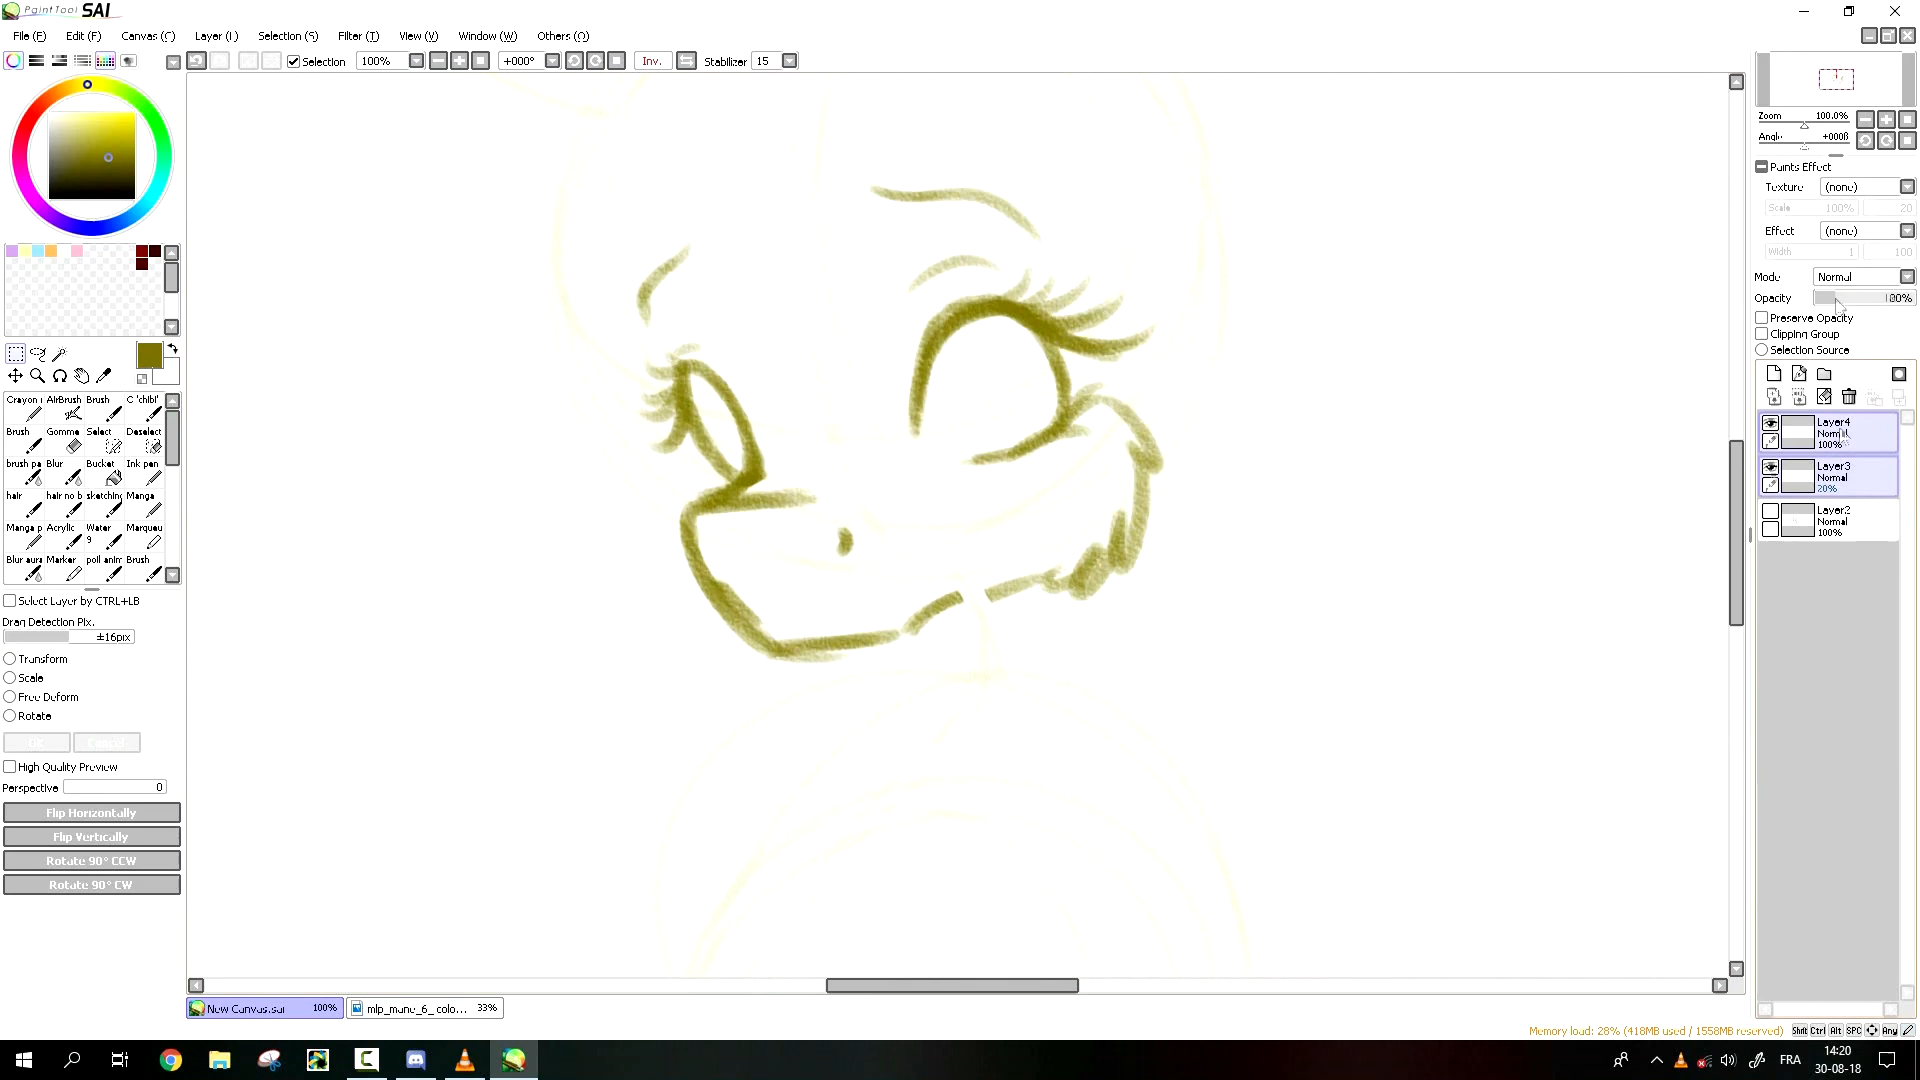 PaintTool SAI
File (F) Edit (E) Canvas (C) Layer (L) Selection (S) Filter (T) View (V) Window (W) Others (O)
Selection 100% +000° Inv. Stabilizer 15
Zoom 100.0%
Angle +000ß
Paints Effect
Texture (none)
Scale 100% 20
Effect (none)
Width 1 100
Mode Normal
Opacity 100%
Preserve Opacity
Clipping Group
Selection Source
Layer4
Normal
100%
Layer3
Normal
20%
Layer2
Normal
100%
Crayon AirBrush Brush C 'chibi'
Brush Gomme Select Deselect
brush pa Blur Bucket Ink pen
hair hair no b sketching Manga
Manga p Acrylic Water 9 Marqueu
Blur aura Marker poil anim Brush
Select Layer by CTRL+LB
Drag Detection Pix.
±16pix
Transform
Scale
Free Deform
Rotate
OK Cancel
High Quality Preview
Perspective 0
Flip Horizontally
Flip Vertically
Rotate 90° CCW
Rotate 90° CW
New Canvas.sai 100% mlp_mane_6_ colo... 33%
Memory load: 28% (418MB used / 1558MB reserved) Shift Ctrl Alt SPC Any
FRA
14:20
30-08-18